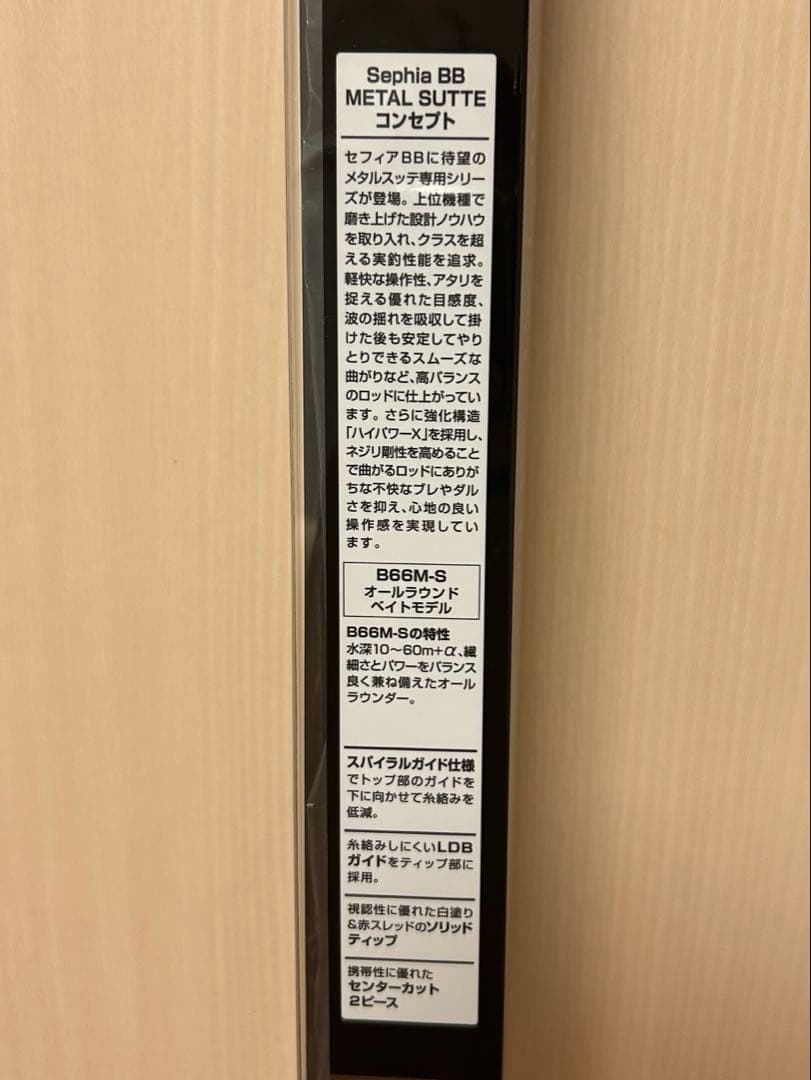 Sephia BB
METAL SUTTE
コンセプト
セフィアBBに待望の
メタルスッテ専用シリー
ズが登場。上位機種で
磨き上げた設計ノウハウ
を取り入れ、クラスを超
える実釣性能を追求。
軽快な操作性、アタリを
捉える優れた目感度、
波の揺れを吸収して掛
けた後も安定してやり
とりできるスムーズな
曲がりなど、高バランス
のロッドに仕上がってい
ます。さらに強化構造
「ハイパワーX」を採用し、
ネジリ剛性を高めること
で曲がるロッドにありが
ちな不快なブレやダル
さを抑え、心地の良い
操作感を実現してい
ます。
B66M-S
オールラウンド
ベイトモデル
B66M-Sの特性
水深10～60m+α、繊
細さとパワーをバランス
良く兼ね備えたオール
ラウンダー。
スパイラルガイド仕様
でトップ部のガイドを
下に向かせて糸絡みを
低減。
糸絡みしにくいLDB
ガイドをティップ部に
採用。
視認性に優れた白塗り
&赤スレッドのソリッド
ティップ
携帯性に優れた
センターカット
2ピース